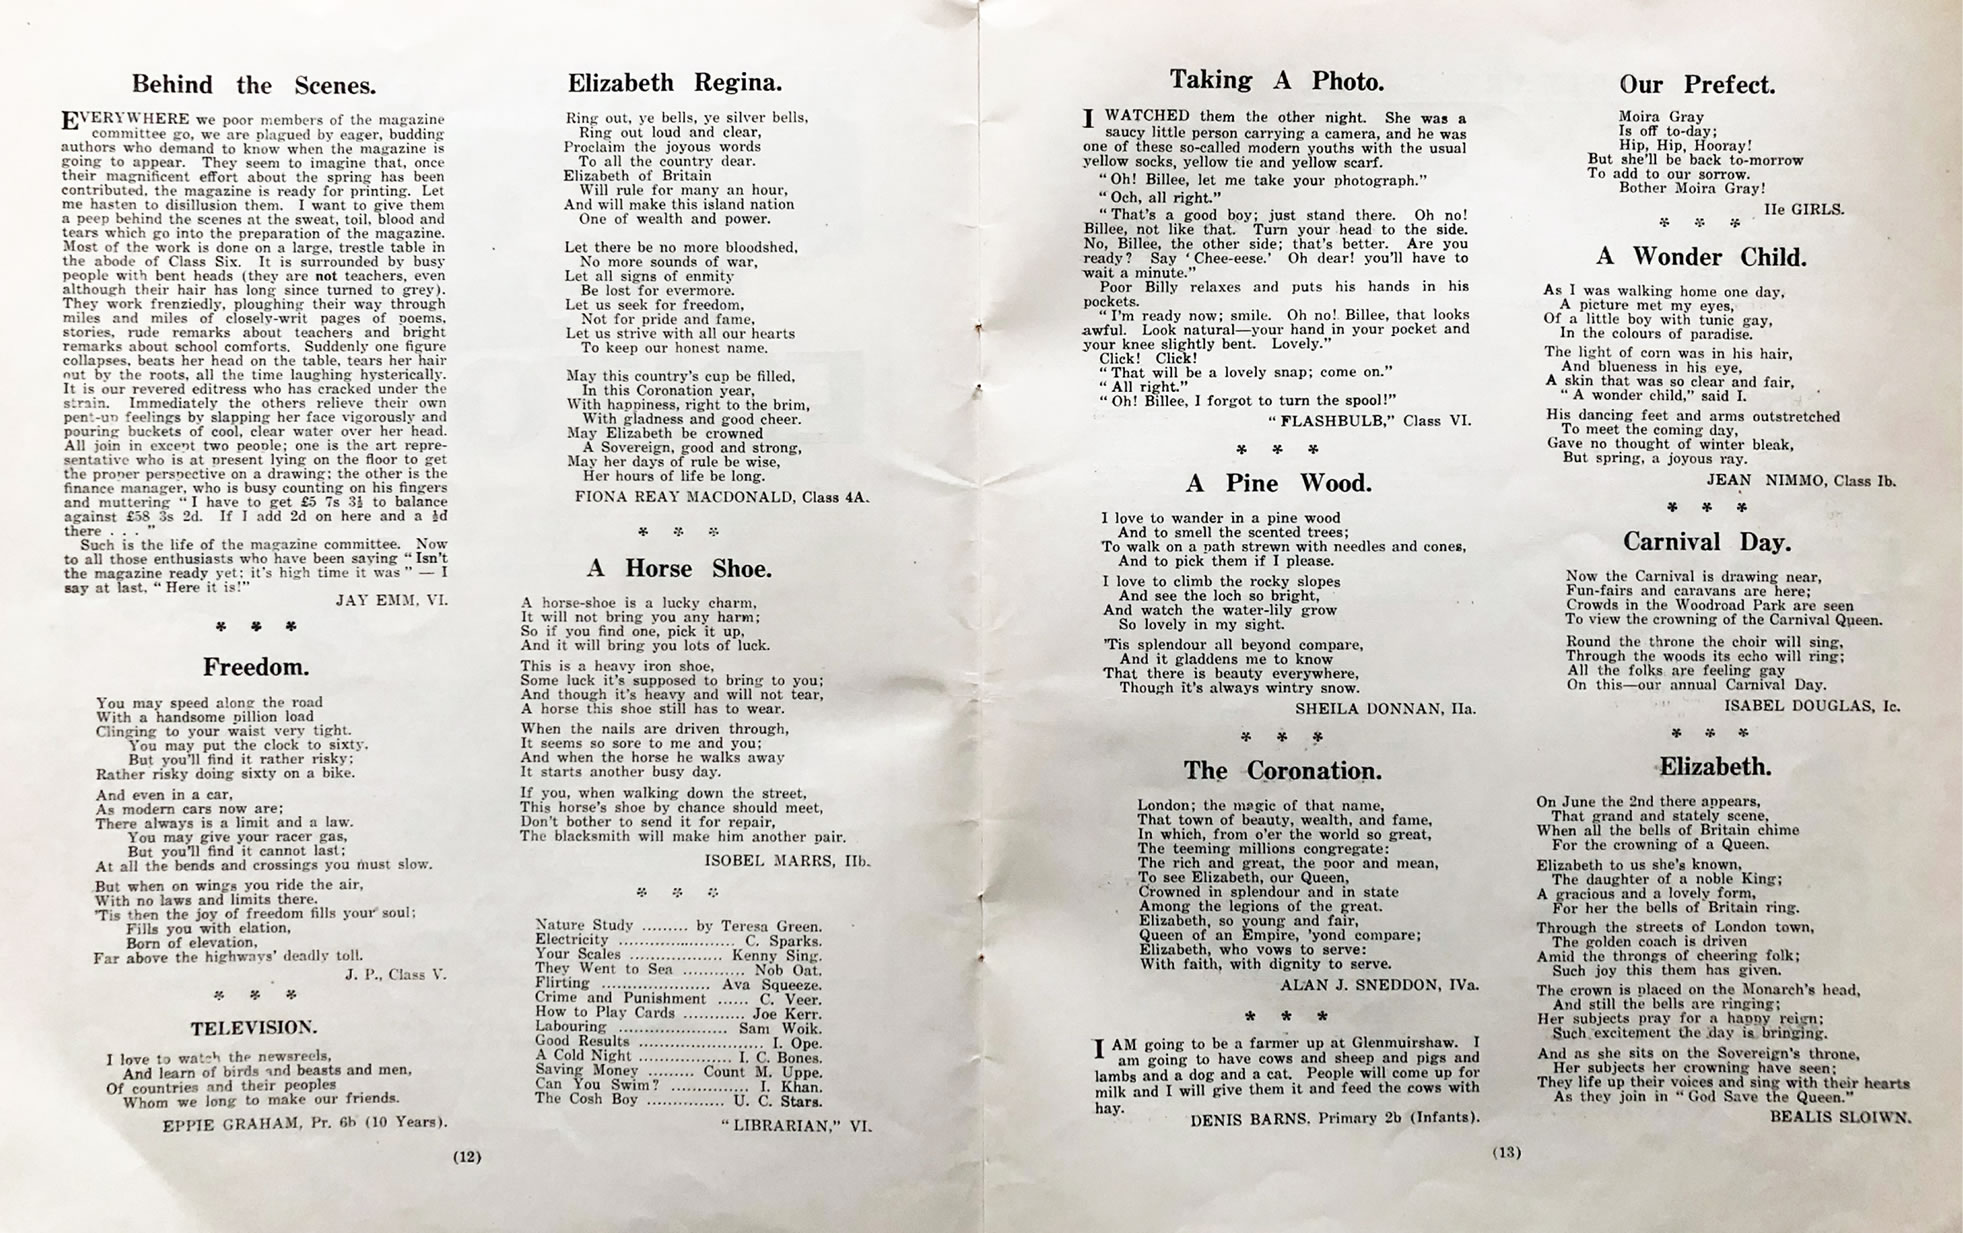 Behind the Scenes.
EVERYWHERE we poor members of the magazine
committee go, we are plagued by eager, budding
authors who demand to know when the magazine is
going to appear. They seem to imagine that, once
their magnificent effort about the spring has been
contributed, the magazine is ready for printing. Let
me hasten to disillusion them. I want to give them
a peep behind the scenes at the sweat, toil, blood and
tears which go into the preparation of the magazine.
Most of the work is done on a large, trestle table in
the abode of Class Six. It is surrounded by busy
people with bent heads (they are not teachers, even
although their hair has long since turned to grey).
They work frenziedly, ploughing their way through
miles and miles of closely-writ pages of poems,
stories, rude remarks about teachers and bright
remarks about school comforts. Suddenly one figure
collapses, beats her head on the table, tears her hair
out by the roots, all the time laughing hysterically.
It is our revered editress who has cracked under the
strain. Immediately the others relieve their own
pent-up feelings by slapping her face vigorously and
pouring buckets of cool, clear water over her head.
All join in except two people; one is the art repre-
sentative who is at present lying on the floor to get
the proper perspective on a drawing; the other is the
finance manager, who is busy counting on his fingers
and muttering "I have to get £5 7s 3½ to balance
against £58 3s 2d. If I add 2d on here and a ½d
there . . . "
Such is the life of the magazine committee. Now
to all those enthusiasts who have been saying "Isn't
the magazine ready yet; it's high time it was" — I
say at last, "Here it is!"
JAY EMM, VI.
* * *
Freedom.
You may speed along the road
With a handsome pillion load
Clinging to your waist very tight.
You may put the clock to sixty,
But you'll find it rather risky;
Rather risky doing sixty on a bike.
And even in a car,
As modern cars now are;
There always is a limit and a law.
You may give your racer gas,
But you'll find it cannot last;
At all the bends and crossings you must slow.
But when on wings you ride the air,
With no laws and limits there.
'Tis then the joy of freedom fills your soul;
Fills you with elation,
Born of elevation,
Far above the highways' deadly toll.
J. P., Class V.
* * *
TELEVISION.
I love to watch the newsreels,
And learn of birds and beasts and men,
Of countries and their peoples
Whom we long to make our friends.
EPPIE GRAHAM, Pr. 6b (10 Years).
Elizabeth Regina.
Ring out, ye bells, ye silver bells,
Ring out loud and clear,
Proclaim the joyous words
To all the country dear.
Elizabeth of Britain
Will rule for many an hour,
And will make this island nation
One of wealth and power.
Let there be no more bloodshed,
No more sounds of war,
Let all signs of enmity
Be lost for evermore.
Let us seek for freedom,
Not for pride and fame,
Let us strive with all our hearts
To keep our honest name.
May this country's cup be filled,
In this Coronation year,
With happiness, right to the brim,
With gladness and good cheer.
May Elizabeth be crowned
A Sovereign, good and strong,
May her days of rule be wise,
Her hours of life be long.
FIONA REAY MACDONALD, Class 4A.
* * *
A Horse Shoe.
A horse-shoe is a lucky charm,
It will not bring you any harm;
So if you find one, pick it up,
And it will bring you lots of luck.
This is a heavy iron shoe,
Some luck it's supposed to bring to you;
And though it's heavy and will not tear,
A horse this shoe still has to wear.
When the nails are driven through,
It seems so sore to me and you;
And when the horse he walks away
It starts another busy day.
If you, when walking down the street,
This horse's shoe by chance should meet,
Don't bother to send it for repair,
The blacksmith will make him another pair.
ISOBEL MARRS, IIb.
* * *
Nature Study ......... by Teresa Green.
Electricity ....................... C. Sparks.
Your Scales .................. Kenny Sing.
They Went to Sea ............ Nob Oat.
Flirting ..................... Ava Squeeze.
Crime and Punishment ...... C. Veer.
How to Play Cards ............ Joe Kerr.
Labouring ..................... Sam Woik.
Good Results ..................... I. Ope.
A Cold Night .................. I. C. Bones.
Saving Money ......... Count M. Uppe.
Can You Swim? ............... I. Khan.
The Cosh Boy ............... U. C. Stars.
"LIBRARIAN," VI.
(12)
Taking A Photo.
I WATCHED them the other night. She was a
saucy little person carrying a camera, and he was
one of these so-called modern youths with the usual
yellow socks, yellow tie and yellow scarf.
"Oh! Billee, let me take your photograph."
"Och, all right."
"That's a good boy; just stand there. Oh no!
Billee, not like that. Turn your head to the side.
No, Billee, the other side; that's better. Are you
ready? Say 'Chee-eese.' Oh dear! you'll have to
wait a minute."
Poor Billy relaxes and puts his hands in his
pockets.
"I'm ready now; smile. Oh no! Billee, that looks
awful. Look natural—your hand in your pocket and
your knee slightly bent. Lovely."
Click! Click!
"That will be a lovely snap; come on."
"All right."
"Oh! Billee, I forgot to turn the spool!"
"FLASHBULB," Class VI.
* * *
A Pine Wood.
I love to wander in a pine wood
And to smell the scented trees;
To walk on a path strewn with needles and cones,
And to pick them if I please.
I love to climb the rocky slopes
And see the loch so bright,
And watch the water-lily grow
So lovely in my sight.
'Tis splendour all beyond compare,
And it gladdens me to know
That there is beauty everywhere,
Though it's always wintry snow.
SHEILA DONNAN, IIa.
* * *
The Coronation.
London; the magic of that name,
That town of beauty, wealth, and fame,
In which, from o'er the world so great,
The teeming millions congregate:
The rich and great, the poor and mean,
To see Elizabeth, our Queen,
Crowned in splendour and in state
Among the legions of the great.
Elizabeth, so young and fair,
Queen of an Empire, 'yond compare;
Elizabeth, who vows to serve:
With faith, with dignity to serve.
ALAN J. SNEDDON, IVa.
* * *
I AM going to be a farmer up at Glenmuirshaw. I
am going to have cows and sheep and pigs and
lambs and a dog and a cat. People will come up for
milk and I will give them it and feed the cows with
hay.
DENIS BARNS, Primary 2b (Infants).
Our Prefect.
Moira Gray
Is off to-day;
Hip, Hip, Hooray!
But she'll be back to-morrow
To add to our sorrow.
Bother Moira Gray!
IIe GIRLS.
* * *
A Wonder Child.
As I was walking home one day,
A picture met my eyes,
Of a little boy with tunic gay,
In the colours of paradise.
The light of corn was in his hair,
And blueness in his eye,
A skin that was so clear and fair,
"A wonder child," said I.
His dancing feet and arms outstretched
To meet the coming day,
Gave no thought of winter bleak,
But spring, a joyous ray.
JEAN NIMMO, Class Ib.
* * *
Carnival Day.
Now the Carnival is drawing near,
Fun-fairs and caravans are here;
Crowds in the Woodroad Park are seen
To view the crowning of the Carnival Queen.
Round the throne the choir will sing,
Through the woods its echo will ring;
All the folks are feeling gay
On this—our annual Carnival Day.
ISABEL DOUGLAS, Ic.
* * *
Elizabeth.
On June the 2nd there appears,
That grand and stately scene,
When all the bells of Britain chime
For the crowning of a Queen.
Elizabeth to us she's known,
The daughter of a noble King;
A gracious and a lovely form,
For her the bells of Britain ring.
Through the streets of London town,
The golden coach is driven
Amid the throngs of cheering folk;
Such joy this them has given.
The crown is placed on the Monarch's head,
And still the bells are ringing;
Her subjects pray for a happy reign;
Such excitement the day is bringing.
And as she sits on the Sovereign's throne,
Her subjects her crowning have seen;
They life up their voices and sing with their hearts
As they join in "God Save the Queen."
BEALIS SLOIWN.
(13)